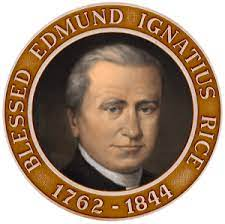 BLESSED EDMUND IGNATIUS RICE
1762 - 1844